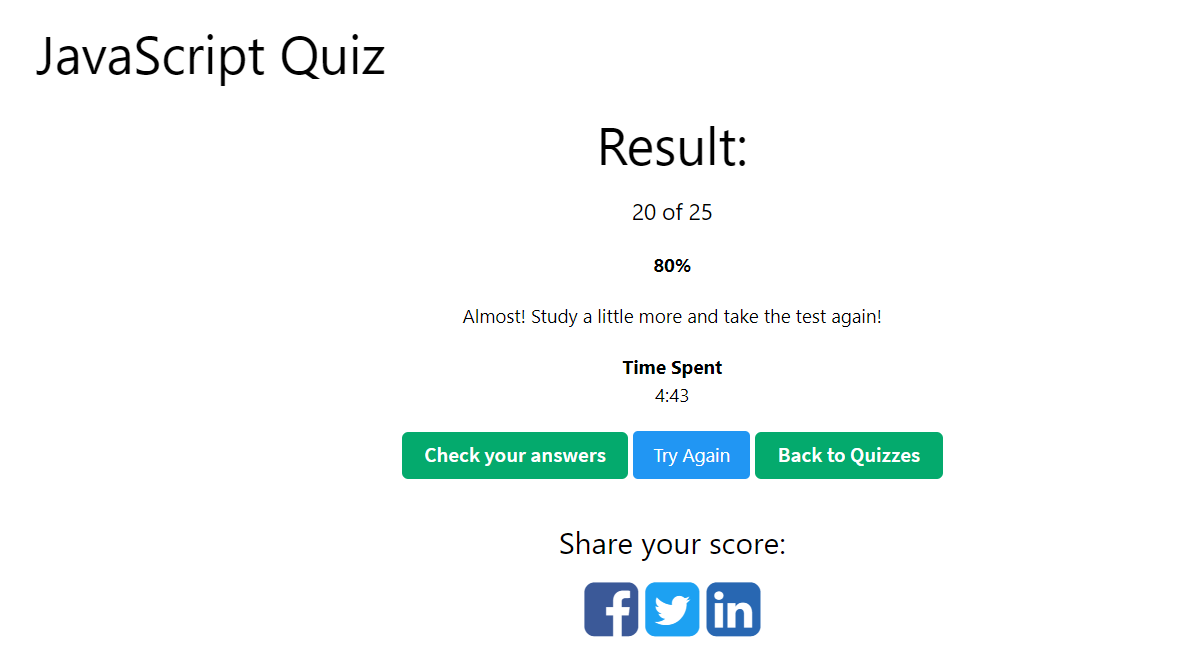 JavaScript Quiz
Result:
20 of 25
80%
Almost! Study a little more and take the test again!
Time Spent
4:43
Check your answers Try Again Back to Quizzes
Share your score:
f in